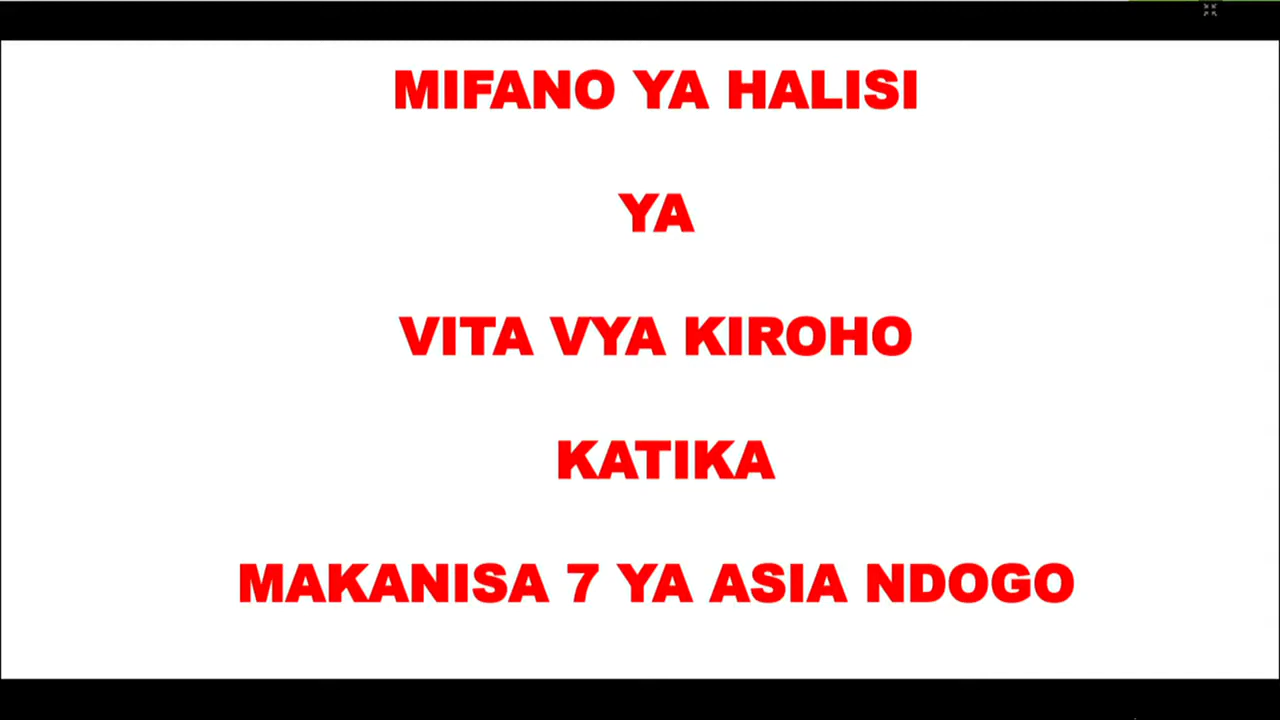 MIFANO YA HALISI
YA
VITA VYA KIROHO
KATIKA
MAKANISA 7 YA ASIA NDOGO